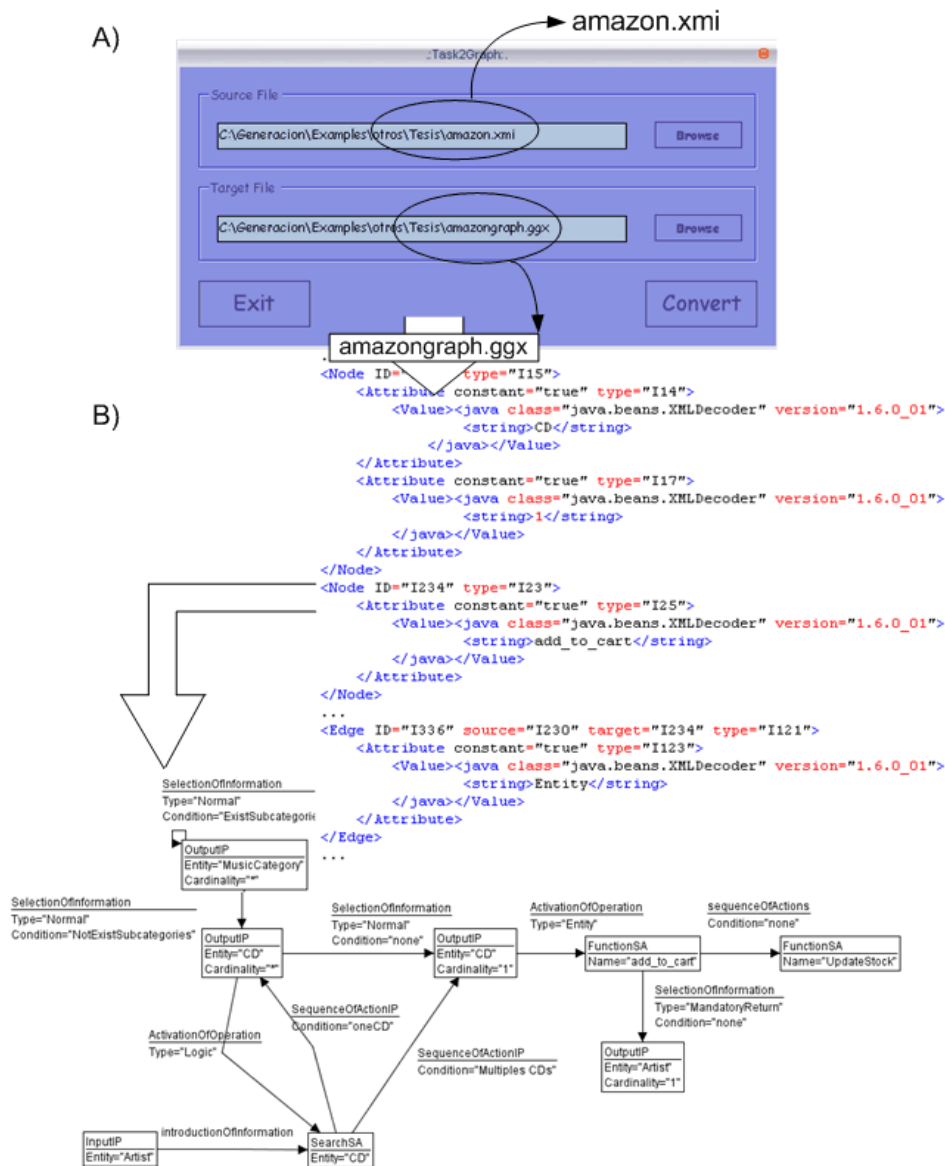 A)
amazon.xmi
.:Task2Graph:.
Source File
C:\Generacion\Examples\otros\Tesis\amazon.xmi
Browse
Target File
C:\Generacion\Examples\otros\Tesis\amazongraph.ggx
Browse
Exit
Convert
amazongraph.ggx
B)
<Node ID= type="I15">
<Attribute constant="true" type="I14">
<Value><java class="java.beans.XMLDecoder" version="1.6.0_01">
<string>CD</string>
</java></Value>
</Attribute>
<Attribute constant="true" type="I17">
<Value><java class="java.beans.XMLDecoder" version="1.6.0_01">
<string>1</string>
</java></Value>
</Attribute>
</Node>
<Node ID="I234" type="I23">
<Attribute constant="true" type="I25">
<Value><java class="java.beans.XMLDecoder" version="1.6.0_01">
<string>add_to_cart</string>
</java></Value>
</Attribute>
</Node>
...
<Edge ID="I336" source="I230" target="I234" type="I121">
<Attribute constant="true" type="I123">
<Value><java class="java.beans.XMLDecoder" version="1.6.0_01">
<string>Entity</string>
</java></Value>
</Attribute>
</Edge>
...
SelectionOfInformation
Type="Normal"
Condition="ExistSubcategorie
OutputIP
Entity="MusicCategory"
Cardinality="*"
SelectionOfInformation
Type="Normal"
Condition="NotExistSubcategories"
OutputIP
Entity="CD"
Cardinality="*"
SelectionOfInformation
Type="Normal"
Condition="none"
OutputIP
Entity="CD"
Cardinality="1"
ActivationOfOperation
Type="Entity"
FunctionSA
Name="add_to_cart"
sequenceOfActions
Condition="none"
FunctionSA
Name="UpdateStock"
SelectionOfInformation
Type="MandatoryReturn"
Condition="none"
OutputIP
Entity="Artist"
Cardinality="1"
ActivationOfOperation
Type="Logic"
SequenceOfActionIP
Condition="oneCD"
SequenceOfActionIP
Condition="Multiples CDs"
InputIP
Entity="Artist"
introductionOfInformation
SearchSA
Entity="CD"